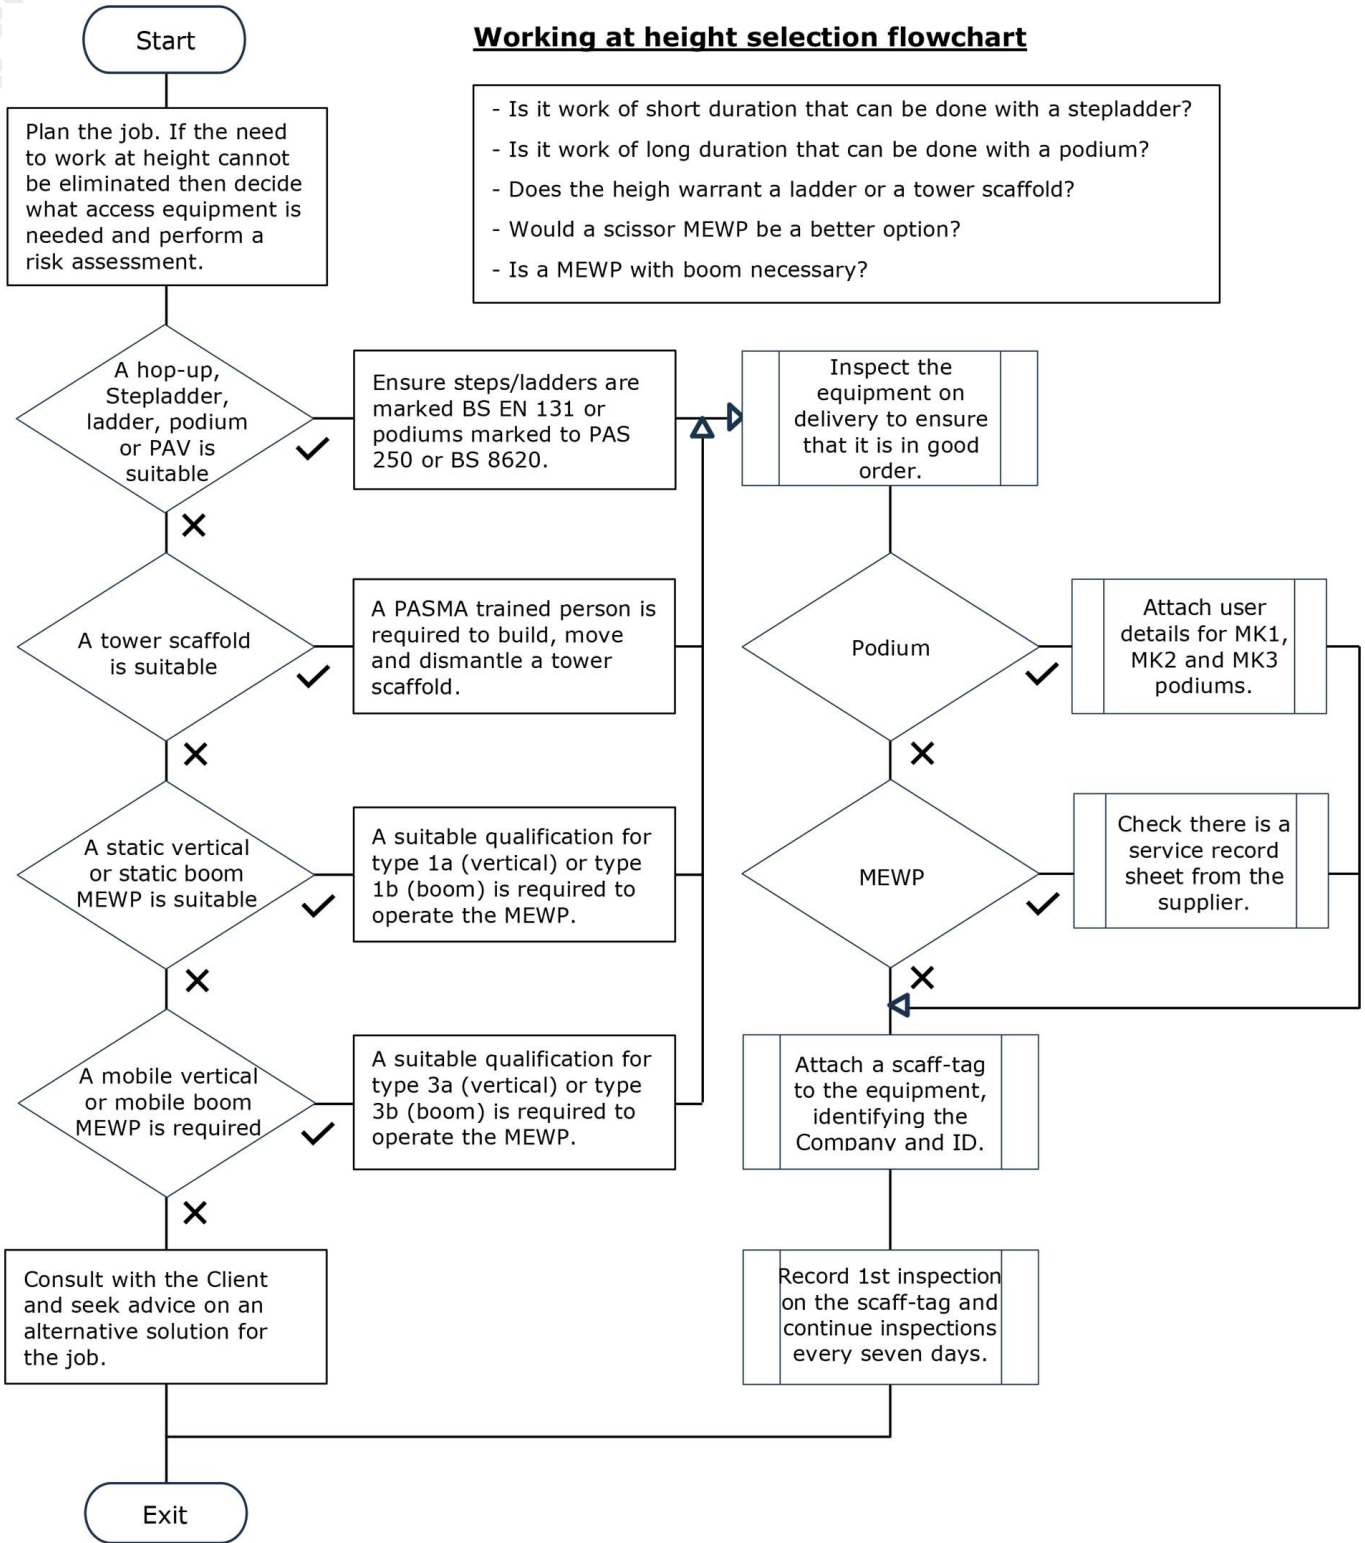 Start
Working at height selection flowchart
- Is it work of short duration that can be done with a stepladder?
- Is it work of long duration that can be done with a podium?
- Does the heigh warrant a ladder or a tower scaffold?
- Would a scissor MEWP be a better option?
- Is a MEWP with boom necessary?
Plan the job. If the need
to work at height cannot
be eliminated then decide
what access equipment is
needed and perform a
risk assessment.
A hop-up,
Stepladder,
ladder, podium
or PAV is
suitable
Ensure steps/ladders are
marked BS EN 131 or
podiums marked to PAS
250 or BS 8620.
Inspect the
equipment on
delivery to ensure
that it is in good
order.
A tower scaffold
is suitable
A PASMA trained person is
required to build, move
and dismantle a tower
scaffold.
Podium
Attach user
details for MK1,
MK2 and MK3
podiums.
A static vertical
or static boom
MEWP is suitable
A suitable qualification for
type 1a (vertical) or type
1b (boom) is required to
operate the MEWP.
MEWP
Check there is a
service record
sheet from the
supplier.
A mobile vertical
or mobile boom
MEWP is required
A suitable qualification for
type 3a (vertical) or type
3b (boom) is required to
operate the MEWP.
Attach a scaff-tag
to the equipment,
identifying the
Company and ID.
Consult with the Client
and seek advice on an
alternative solution for
the job.
Record 1st inspection
on the scaff-tag and
continue inspections
every seven days.
Exit